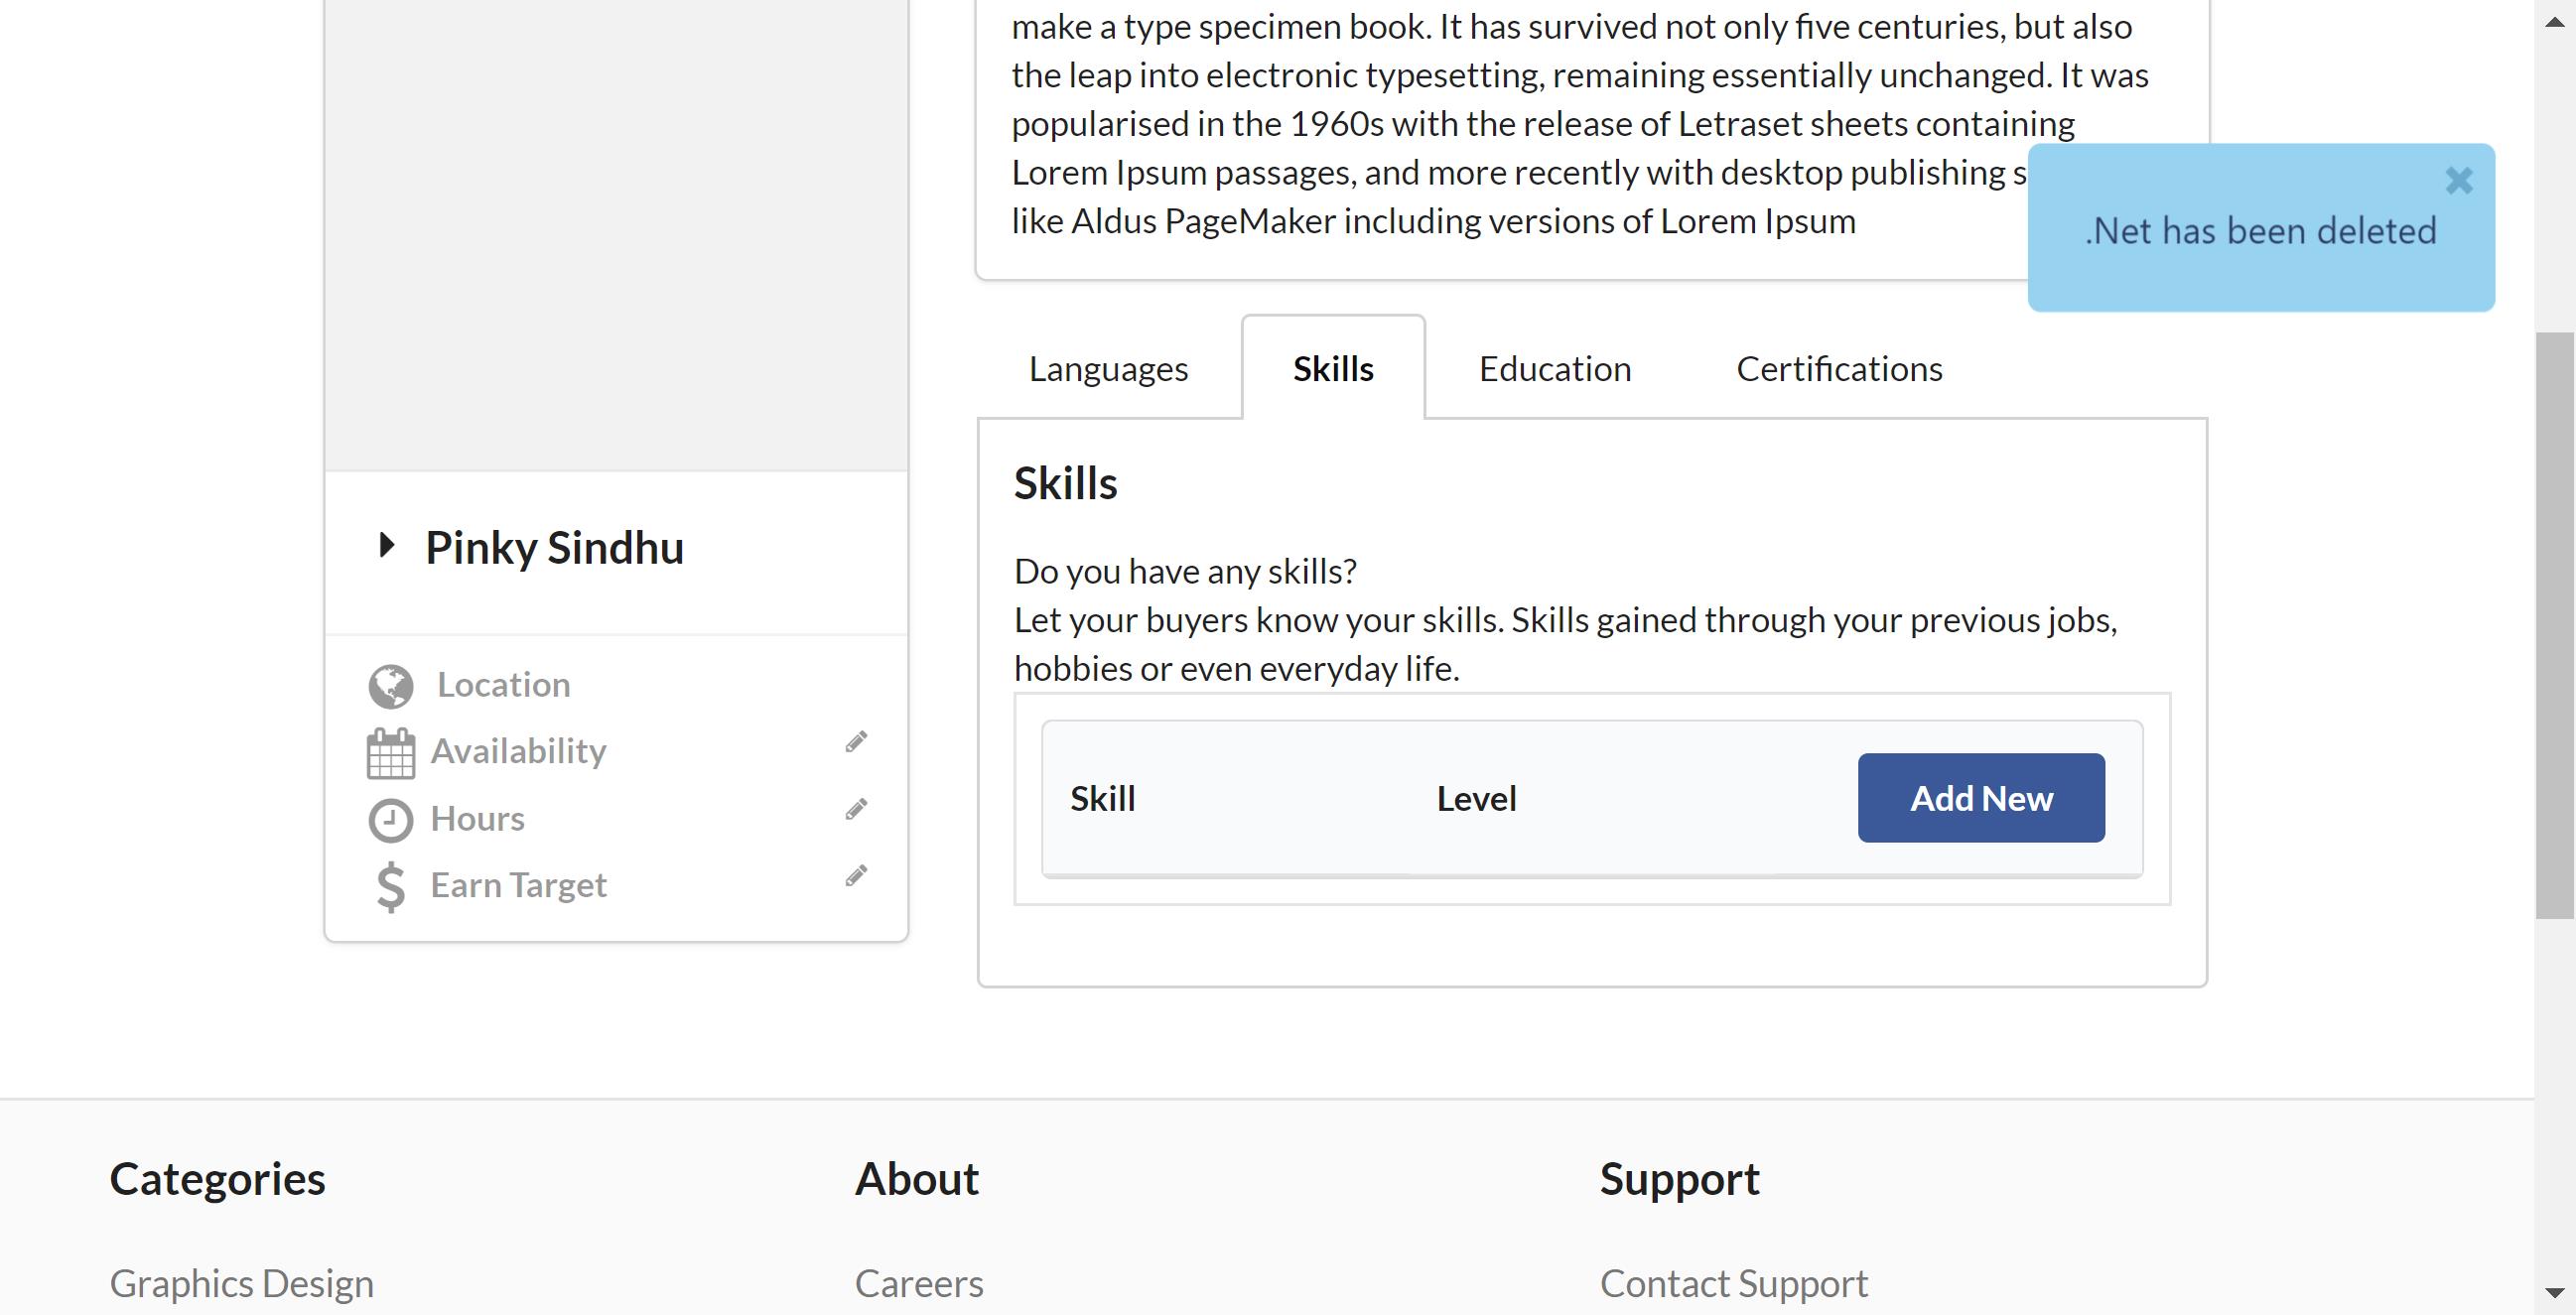 make a type specimen book. It has survived not only five centuries, but also
the leap into electronic typesetting, remaining essentially unchanged. It was
popularised in the 1960s with the release of Letraset sheets containing
Lorem Ipsum passages, and more recently with desktop publishing s
like Aldus PageMaker including versions of Lorem Ipsum
.Net has been deleted
Languages
Skills
Education
Certifications
Skills
Do you have any skills?
Let your buyers know your skills. Skills gained through your previous jobs,
hobbies or even everyday life.
Skill
Level
Add New
Pinky Sindhu
Location
Availability
Hours
Earn Target
Categories
About
Support
Graphics Design
Careers
Contact Support